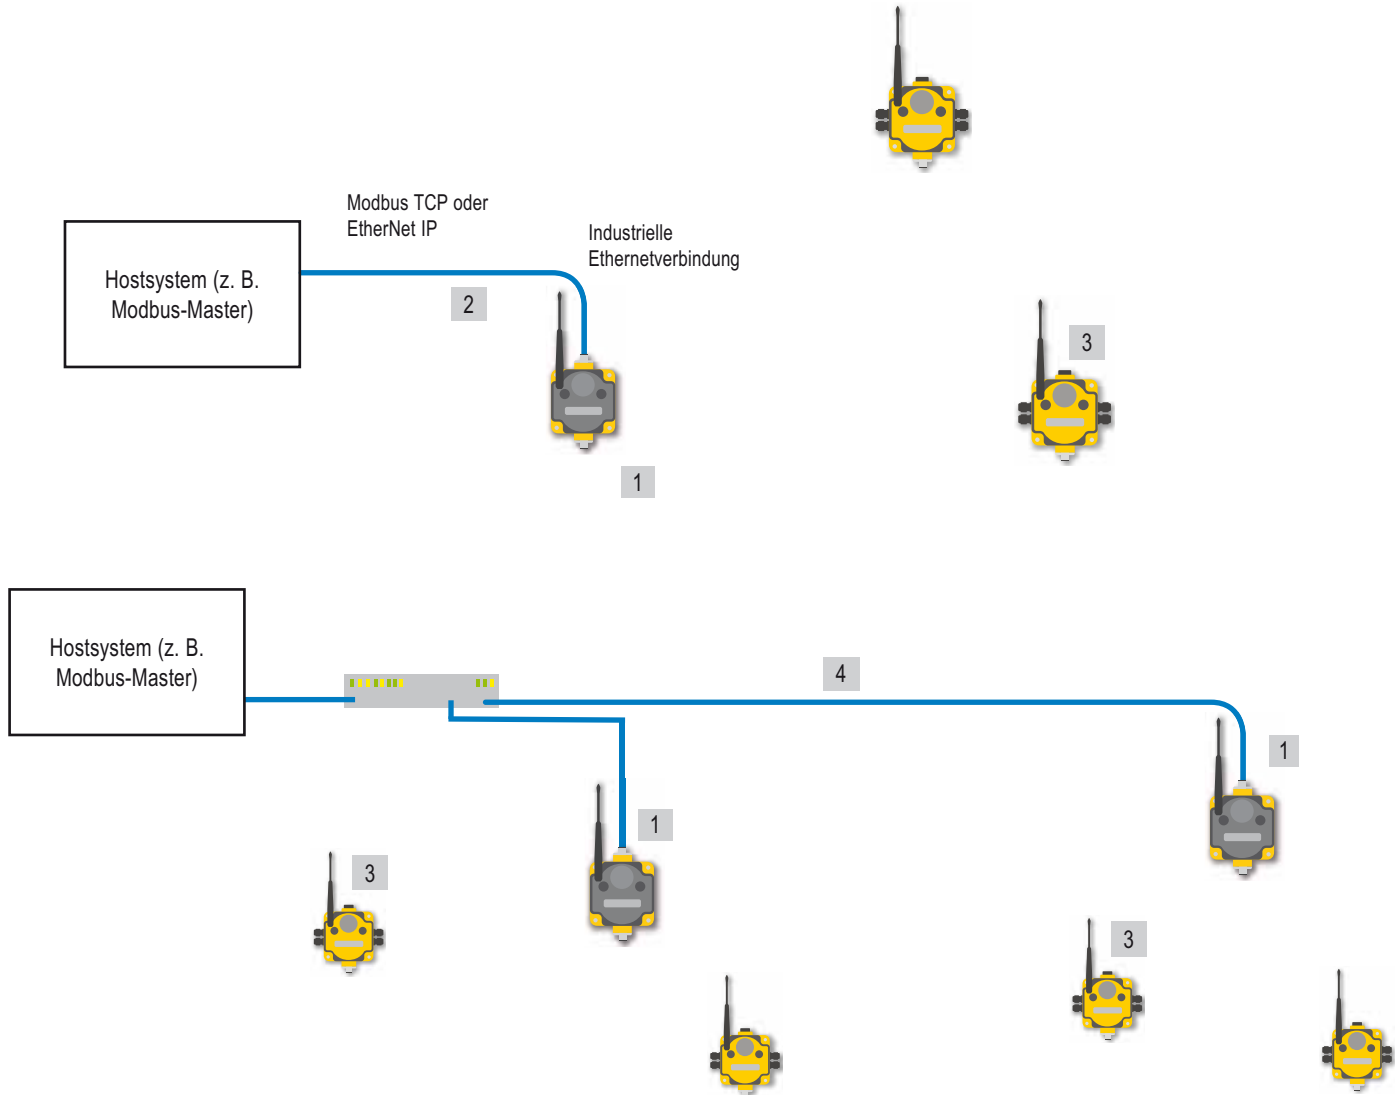 Modbus TCP oder
EtherNet IP
Industrielle
Ethernetverbindung
Hostsystem (z. B.
Modbus-Master)
2
3
1
Hostsystem (z. B.
Modbus-Master)
4
1
1
3
3